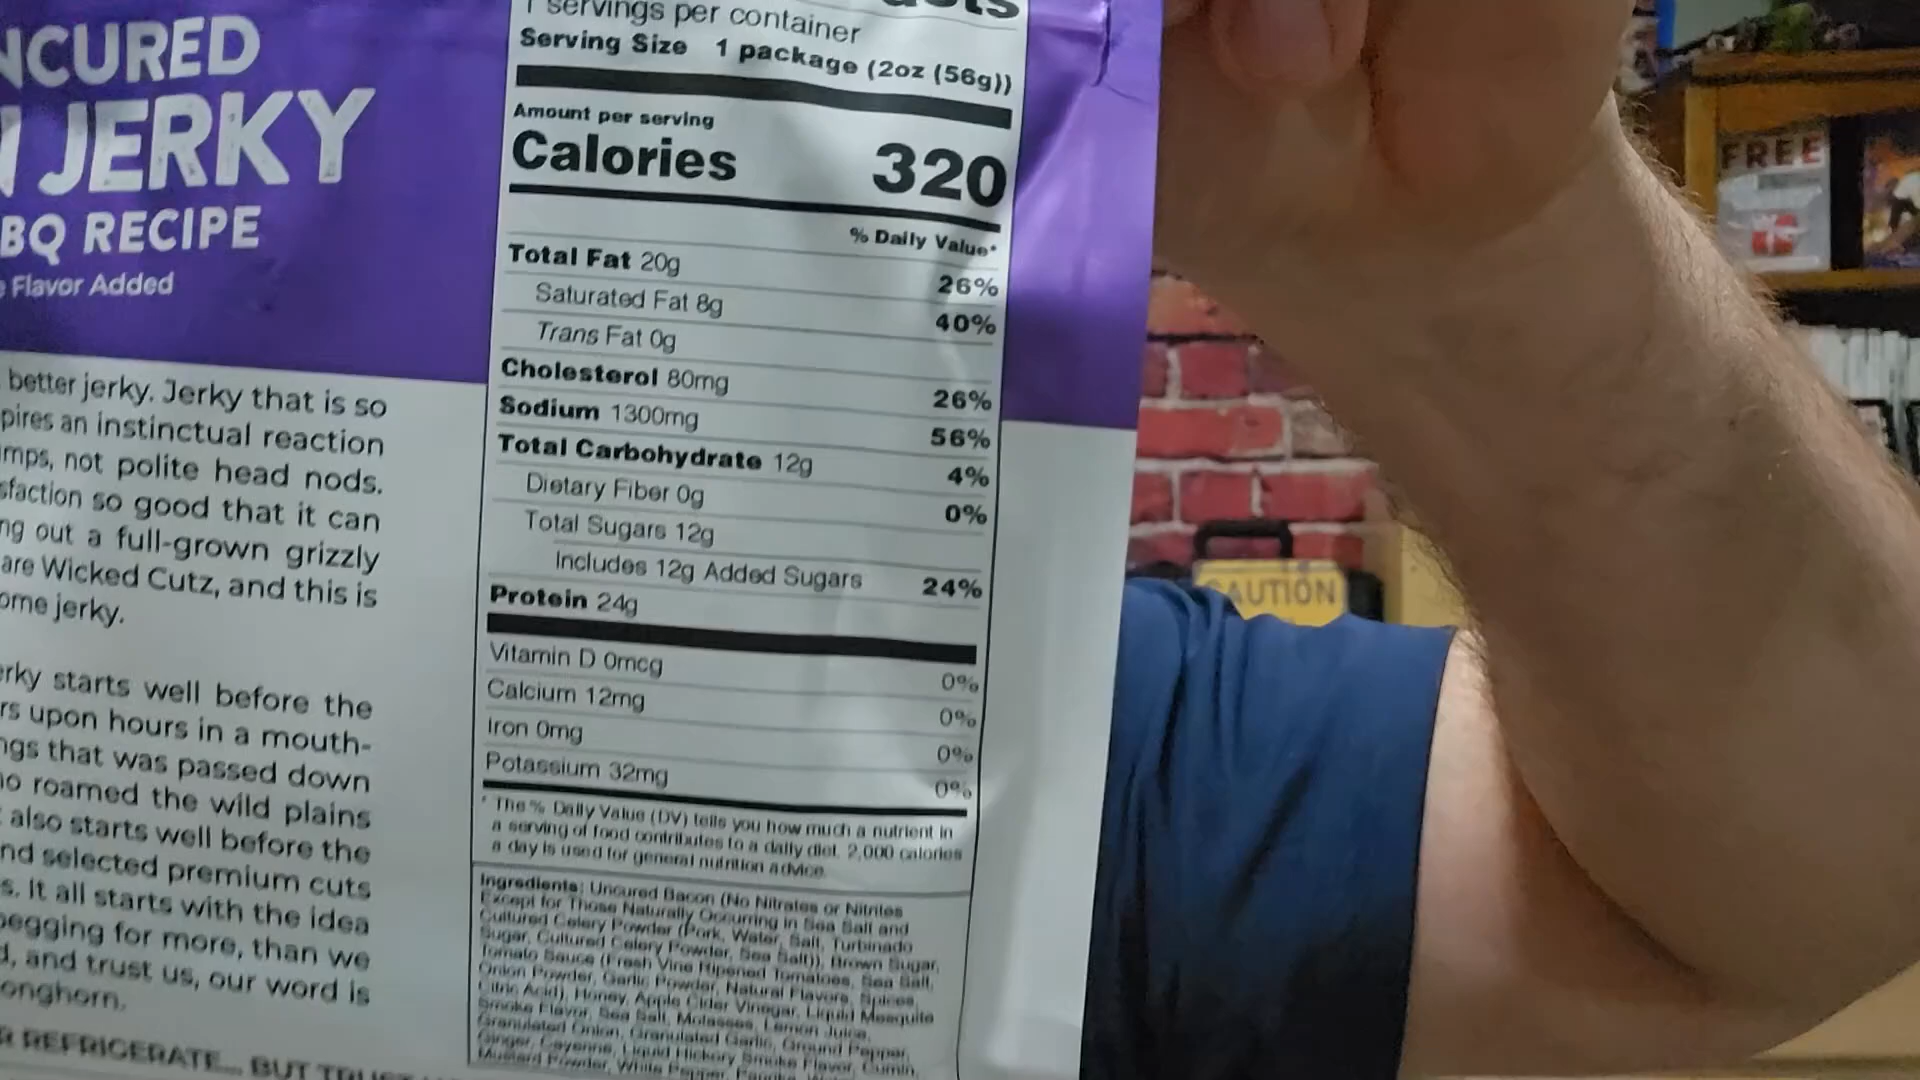 NCURED
JERKY
BQ RECIPE
Flavor Added
better jerky. Jerky that is so
pires an instinctual reaction
mps, not polite head nods.
sfaction so good that it can
ng out a full-grown grizzly
are Wicked Cutz, and this is
ome jerky.
erky starts well before the
rs upon hours in a mouth-
ngs that was passed down
ho roamed the wild plains
also starts well before the
nd selected premium cuts
s. It all starts with the idea
begging for more, than we
d, and trust us, our word is
onghorn.
R REFRIGERATE... BUT TRUST
servings per container
Serving Size 1 package (2oz (56g))
Amount per serving
Calories 320
% Daily Value*
Total Fat 20g 26%
Saturated Fat 8g 40%
Trans Fat 0g
Cholesterol 80mg 26%
Sodium 1300mg 56%
Total Carbohydrate 12g 4%
Dietary Fiber 0g 0%
Total Sugars 12g
Includes 12g Added Sugars 24%
Protein 24g
Vitamin D 0mcg 0%
Calcium 12mg 0%
Iron 0mg 0%
Potassium 32mg 0%
* The % Daily Value (DV) tells you how much a nutrient in
a serving of food contributes to a daily diet. 2,000 calories
a day is used for general nutrition advice.
Ingredients: Uncured Bacon (No Nitrates or Nitrites
Except for Those Naturally Occurring in Sea Salt and
Cultured Celery Powder (Pork, Water, Salt, Turbinado
Sugar, Cultured Celery Powder, Sea Salt)), Brown Sugar,
Tomato Sauce (Fresh Vine Ripened Tomatoes, Sea Salt,
Onion Powder, Garlic Powder, Natural Flavors, Spices,
Citric Acid), Honey, Apple Cider Vinegar, Liquid Mesquite
Smoke Flavor, Sea Salt, Molasses, Lemon Juice,
Granulated Onion, Granulated Garlic, Ground Pepper,
Ginger, Cayenne, Liquid Hickory Smoke Flavor, Cumin,
Mustard Powder, White Pepper,
FREE
CAUTION